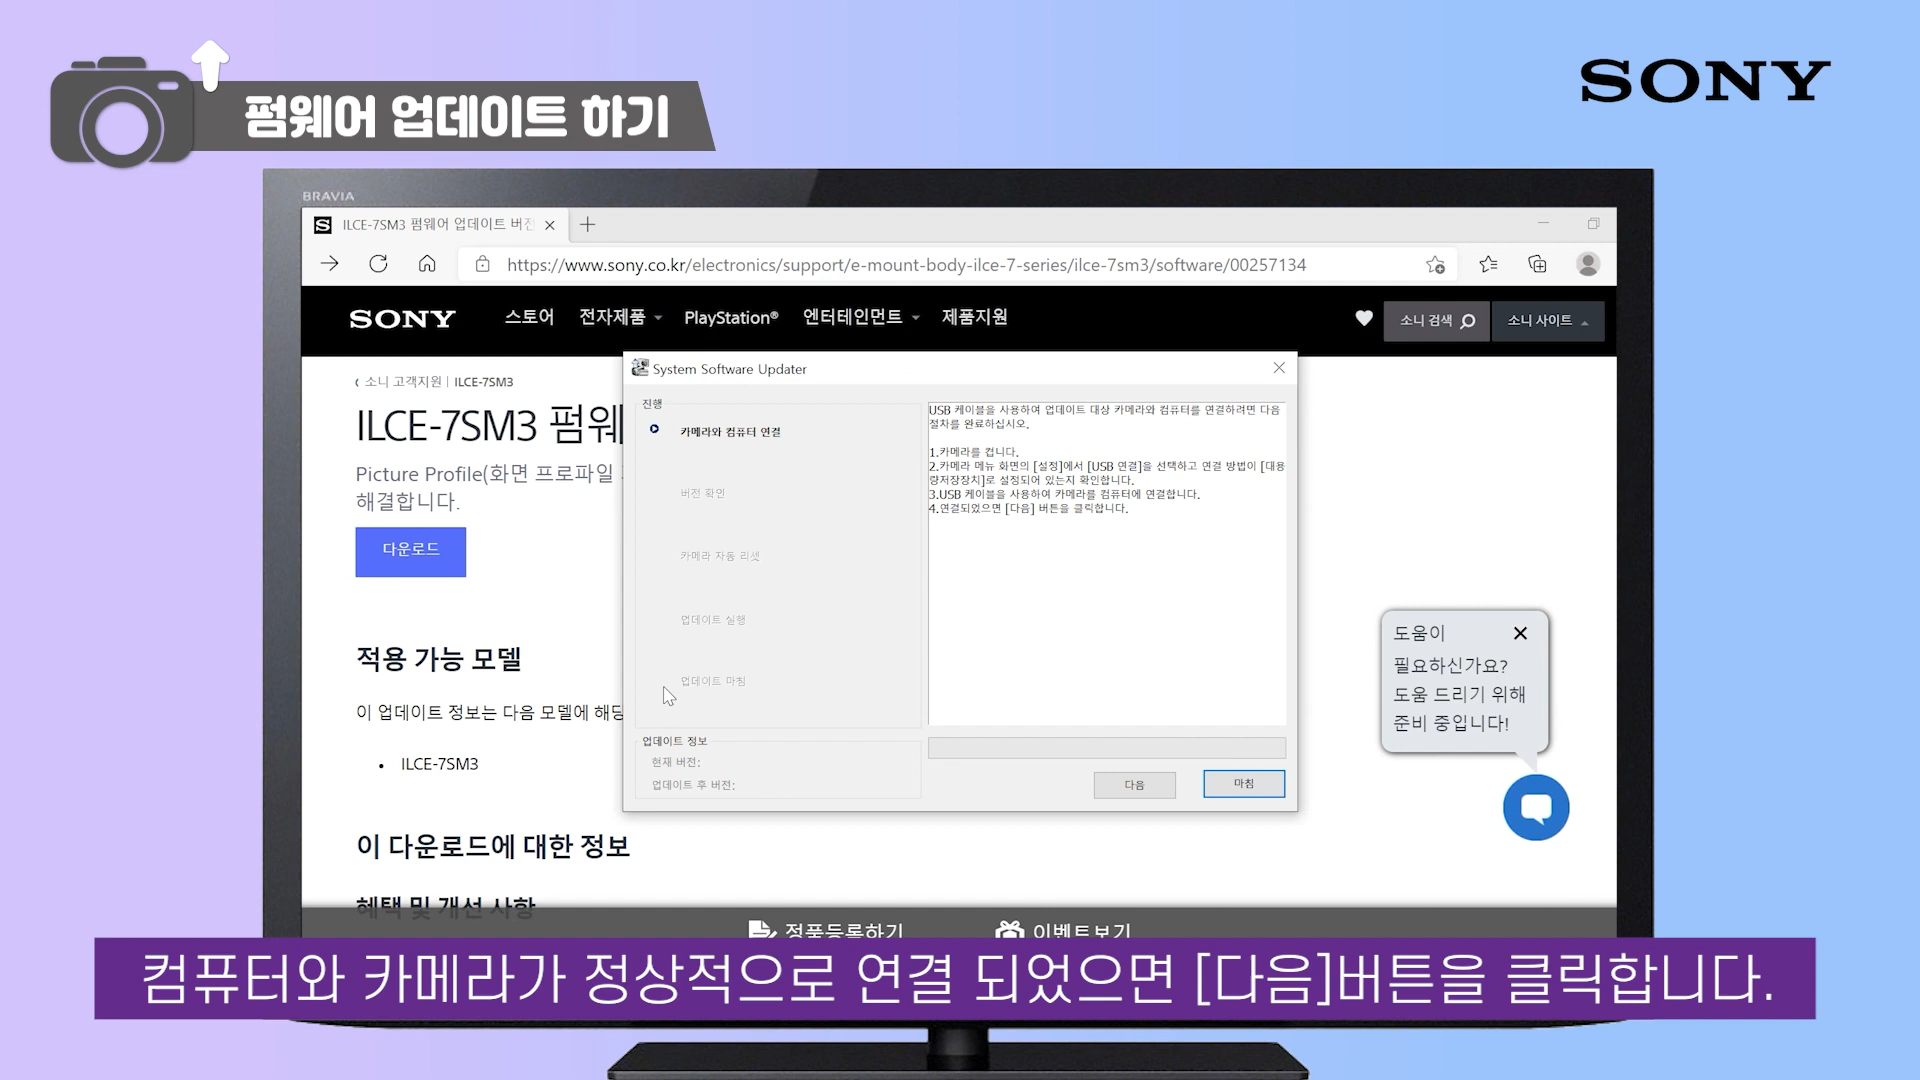 펌웨어 업데이트 하기
SONY
BRAVIA
ILCE-7SM3 펌웨어 업데이트 버전
https://www.sony.co.kr/electronics/support/e-mount-body-ilce-7-series/ilce-7sm3/software/00257134
SONY 스토어 전자제품 PlayStation® 엔터테인먼트 제품지원 소니 검색 소니 사이트
소니 고객지원 | ILCE-7SM3
ILCE-7SM3 펌웨
Picture Profile(화면 프로파일
해결합니다.
다운로드
적용 가능 모델
이 업데이트 정보는 다음 모델에 해당
• ILCE-7SM3
이 다운로드에 대한 정보
혜택 및 개선 사항
System Software Updater
진행
카메라와 컴퓨터 연결
버전 확인
카메라 자동 리셋
업데이트 실행
업데이트 마침
업데이트 정보
현재 버전:
업데이트 후 버전:
USB 케이블을 사용하여 업데이트 대상 카메라와 컴퓨터를 연결하려면 다음
절차를 완료하십시오.
1.카메라를 켭니다.
2.카메라 메뉴 화면의 [설정]에서 [USB 연결]을 선택하고 연결 방법이 [대용
량저장장치]로 설정되어 있는지 확인합니다.
3.USB 케이블을 사용하여 카메라를 컴퓨터에 연결합니다.
4.연결되었으면 [다음] 버튼을 클릭합니다.
다음
마침
도움이
필요하신가요?
도움 드리기 위해
준비 중입니다!
정품등록하기
이벤트보기
컴퓨터와 카메라가 정상적으로 연결 되었으면 [다음]버튼을 클릭합니다.